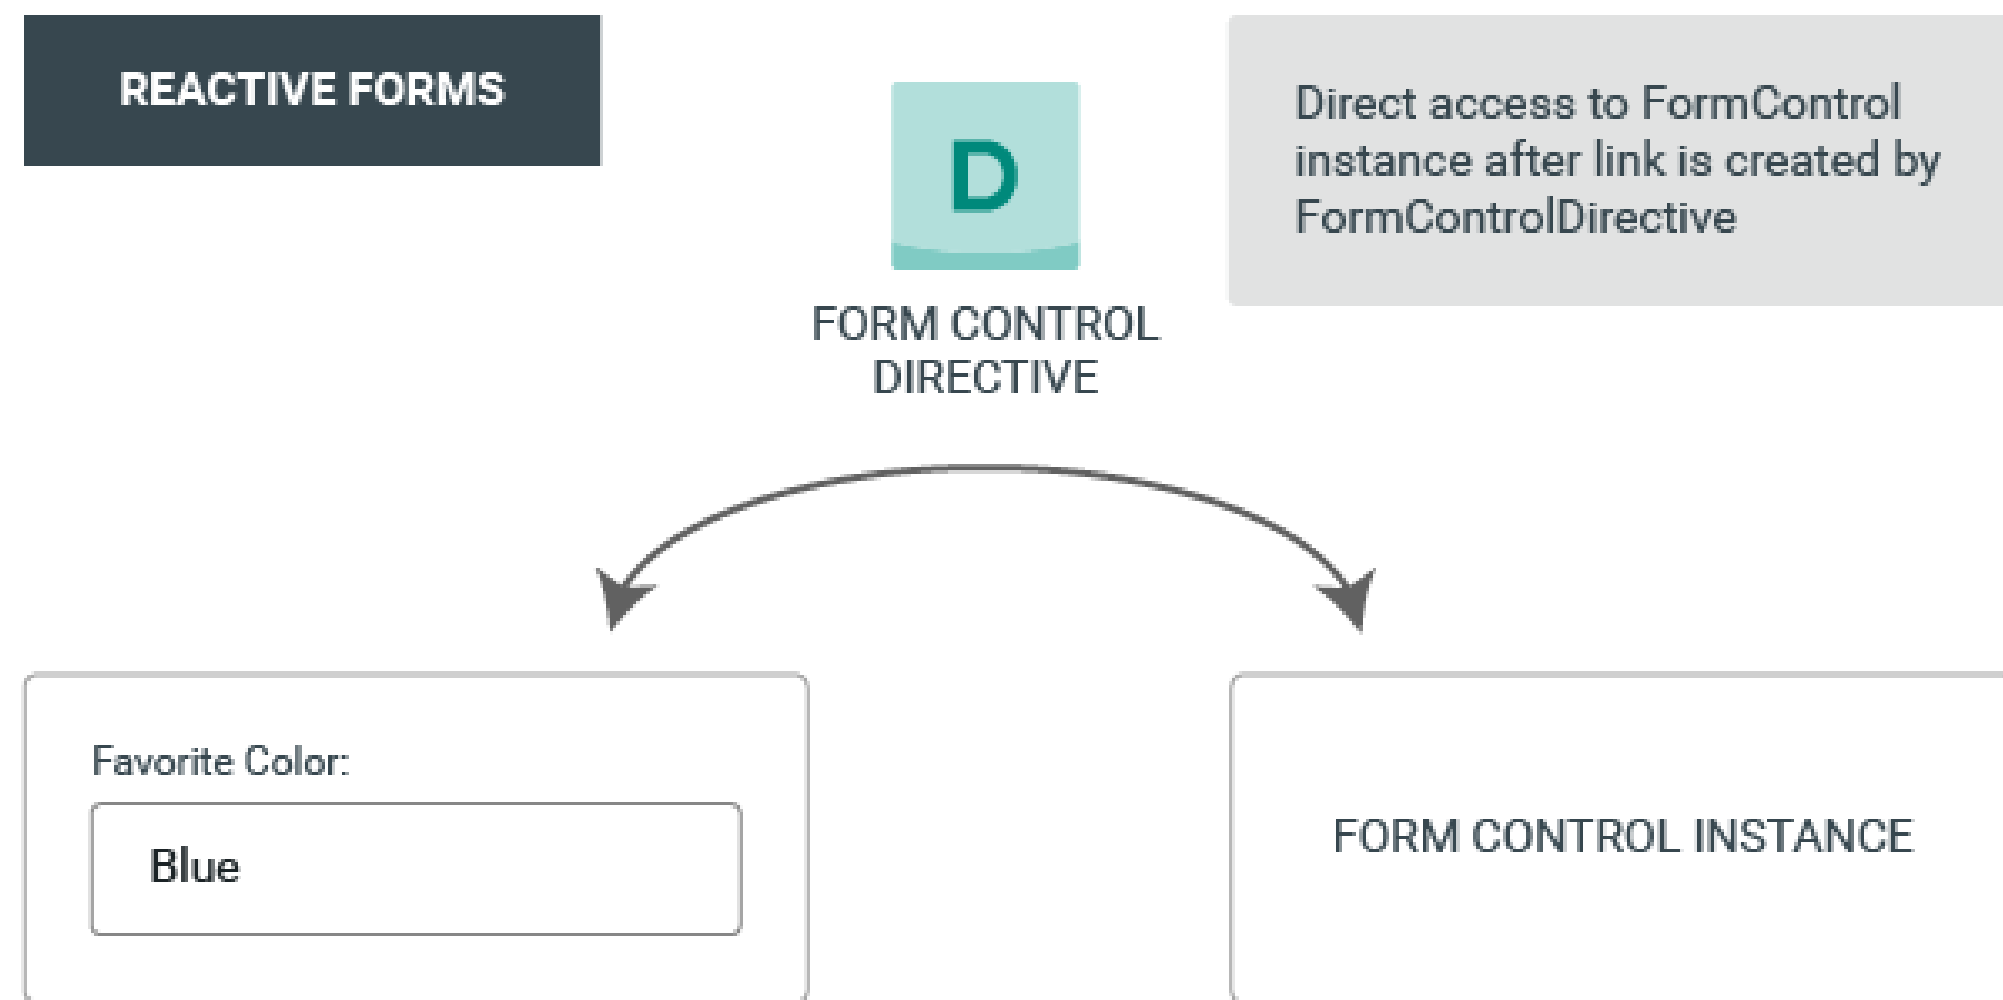 REACTIVE FORMS
D
FORM CONTROL
DIRECTIVE
Direct access to FormControl
instance after link is created by
FormControlDirective
Favorite Color:
Blue
FORM CONTROL INSTANCE